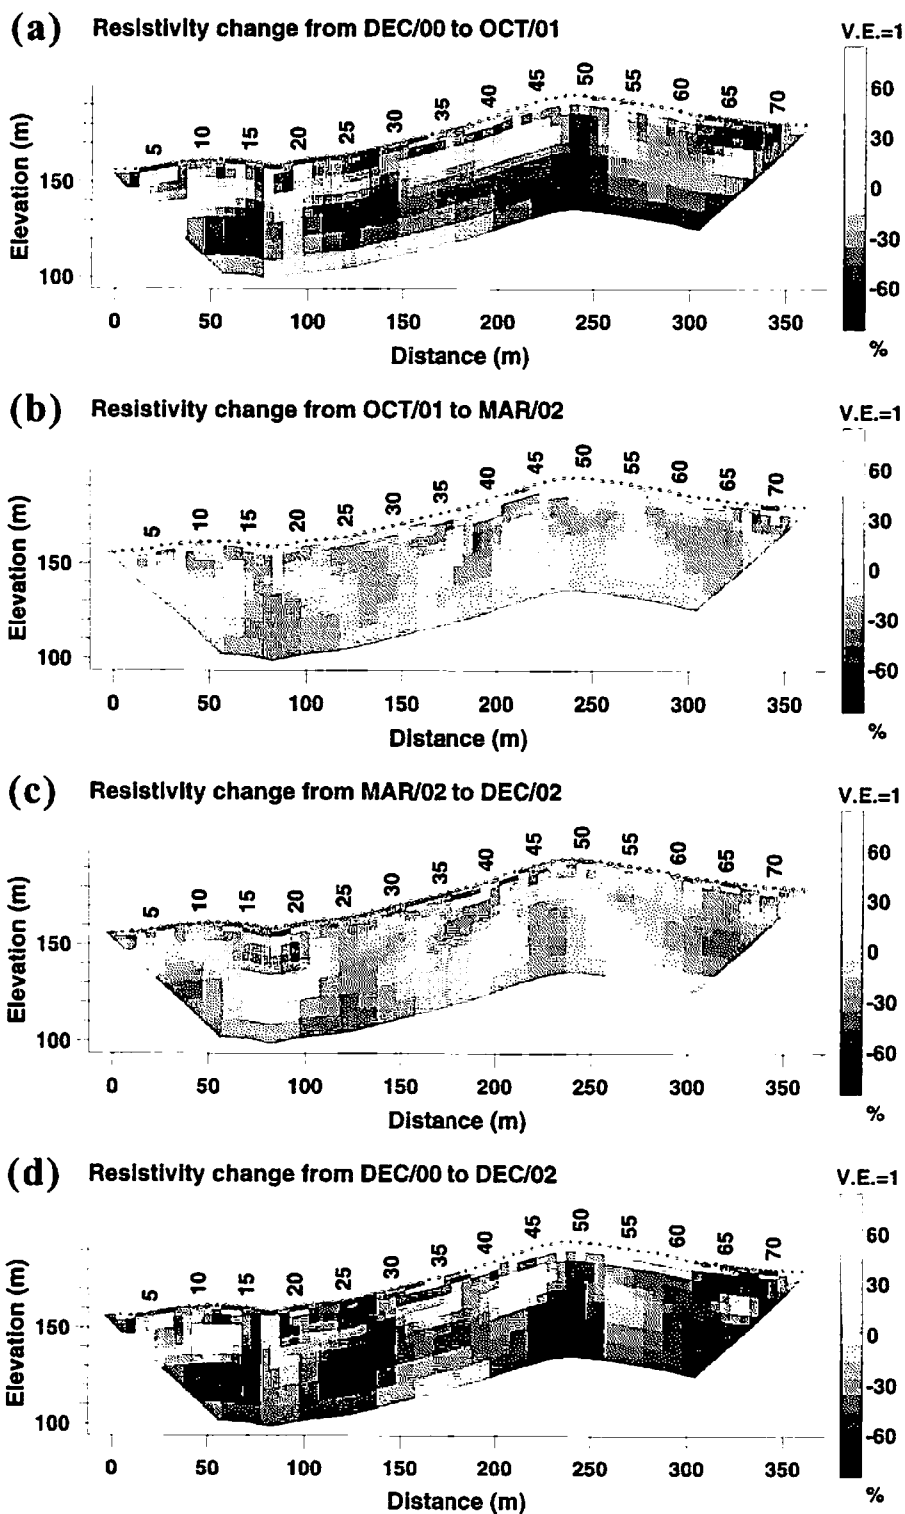 (a) Resistivity change from DEC/00 to OCT/01 V.E.=1
5 10 15 20 25 30 35 40 45 50 55 60 65 70
Elevation (m)
150
100
0 50 100 150 200 250 300 350
Distance (m)
60
30
0
-30
-60
%
(b) Resistivity change from OCT/01 to MAR/02 V.E.=1
5 10 15 20 25 30 35 40 45 50 55 60 65 70
Elevation (m)
150
100
0 50 100 150 200 250 300 350
Distance (m)
60
30
0
-30
-60
%
(c) Resistivity change from MAR/02 to DEC/02 V.E.=1
5 10 15 20 25 30 35 40 45 50 55 60 65 70
Elevation (m)
150
100
0 50 100 150 200 250 300 350
Distance (m)
60
30
0
-30
-60
%
(d) Resistivity change from DEC/00 to DEC/02 V.E.=1
5 10 15 20 25 30 35 40 45 50 55 60 65 70
Elevation (m)
150
100
0 50 100 150 200 250 300 350
Distance (m)
60
30
0
-30
-60
%